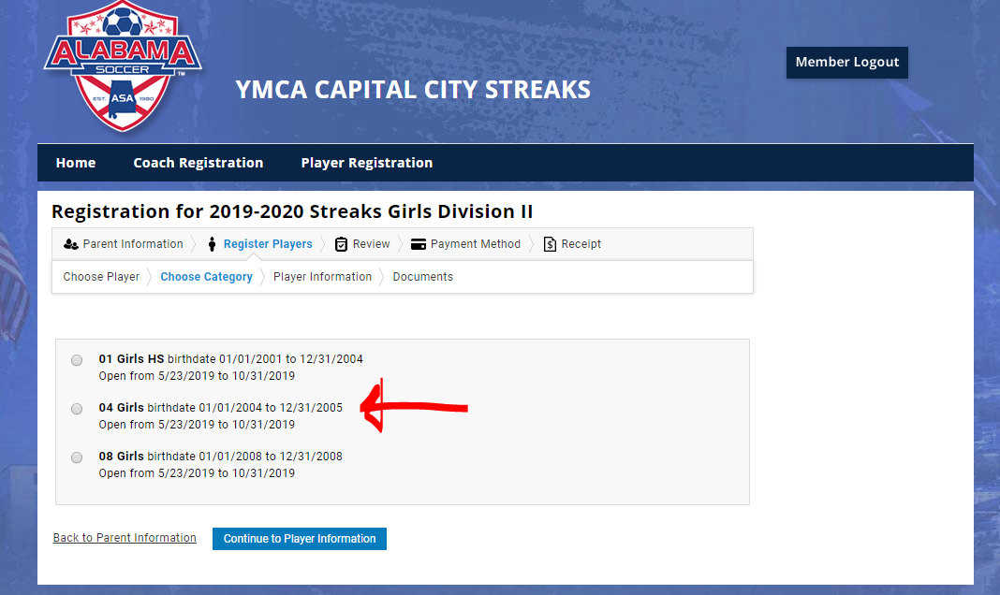 ALABAMA
SOCCER
TM
EST. ASA 1980
YMCA CAPITAL CITY STREAKS
Member Logout
Home Coach Registration Player Registration
Registration for 2019-2020 Streaks Girls Division II
Parent Information Register Players Review Payment Method Receipt
Choose Player Choose Category Player Information Documents
01 Girls HS birthdate 01/01/2001 to 12/31/2004
Open from 5/23/2019 to 10/31/2019
04 Girls birthdate 01/01/2004 to 12/31/2005
Open from 5/23/2019 to 10/31/2019
08 Girls birthdate 01/01/2008 to 12/31/2008
Open from 5/23/2019 to 10/31/2019
Back to Parent Information Continue to Player Information